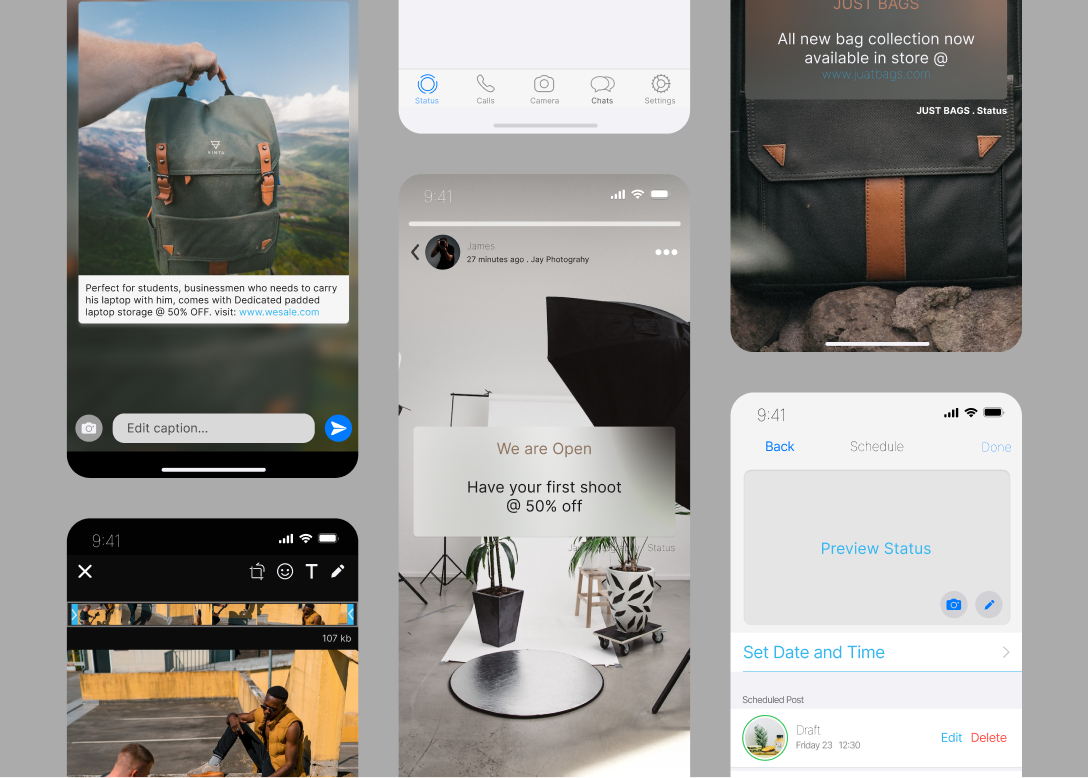 VINTA
Perfect for students, businessmen who needs to carry
his laptop with him, comes with Dedicated padded
laptop storage @ 50% OFF. visit: www.wesale.com
Edit caption...
9:41
T
107 kb
Status
Calls
Camera
Chats
Settings
9:41
James
27 minutes ago . Jay Photograhy
We are Open
Have your first shoot
@ 50% off
Status
JUST BAGS
All new bag collection now
available in store @
www.juatbags.com
JUST BAGS . Status
9:41
Back
Schedule
Done
Preview Status
Set Date and Time
Scheduled Post
Draft
Friday 23 12:30
Edit
Delete